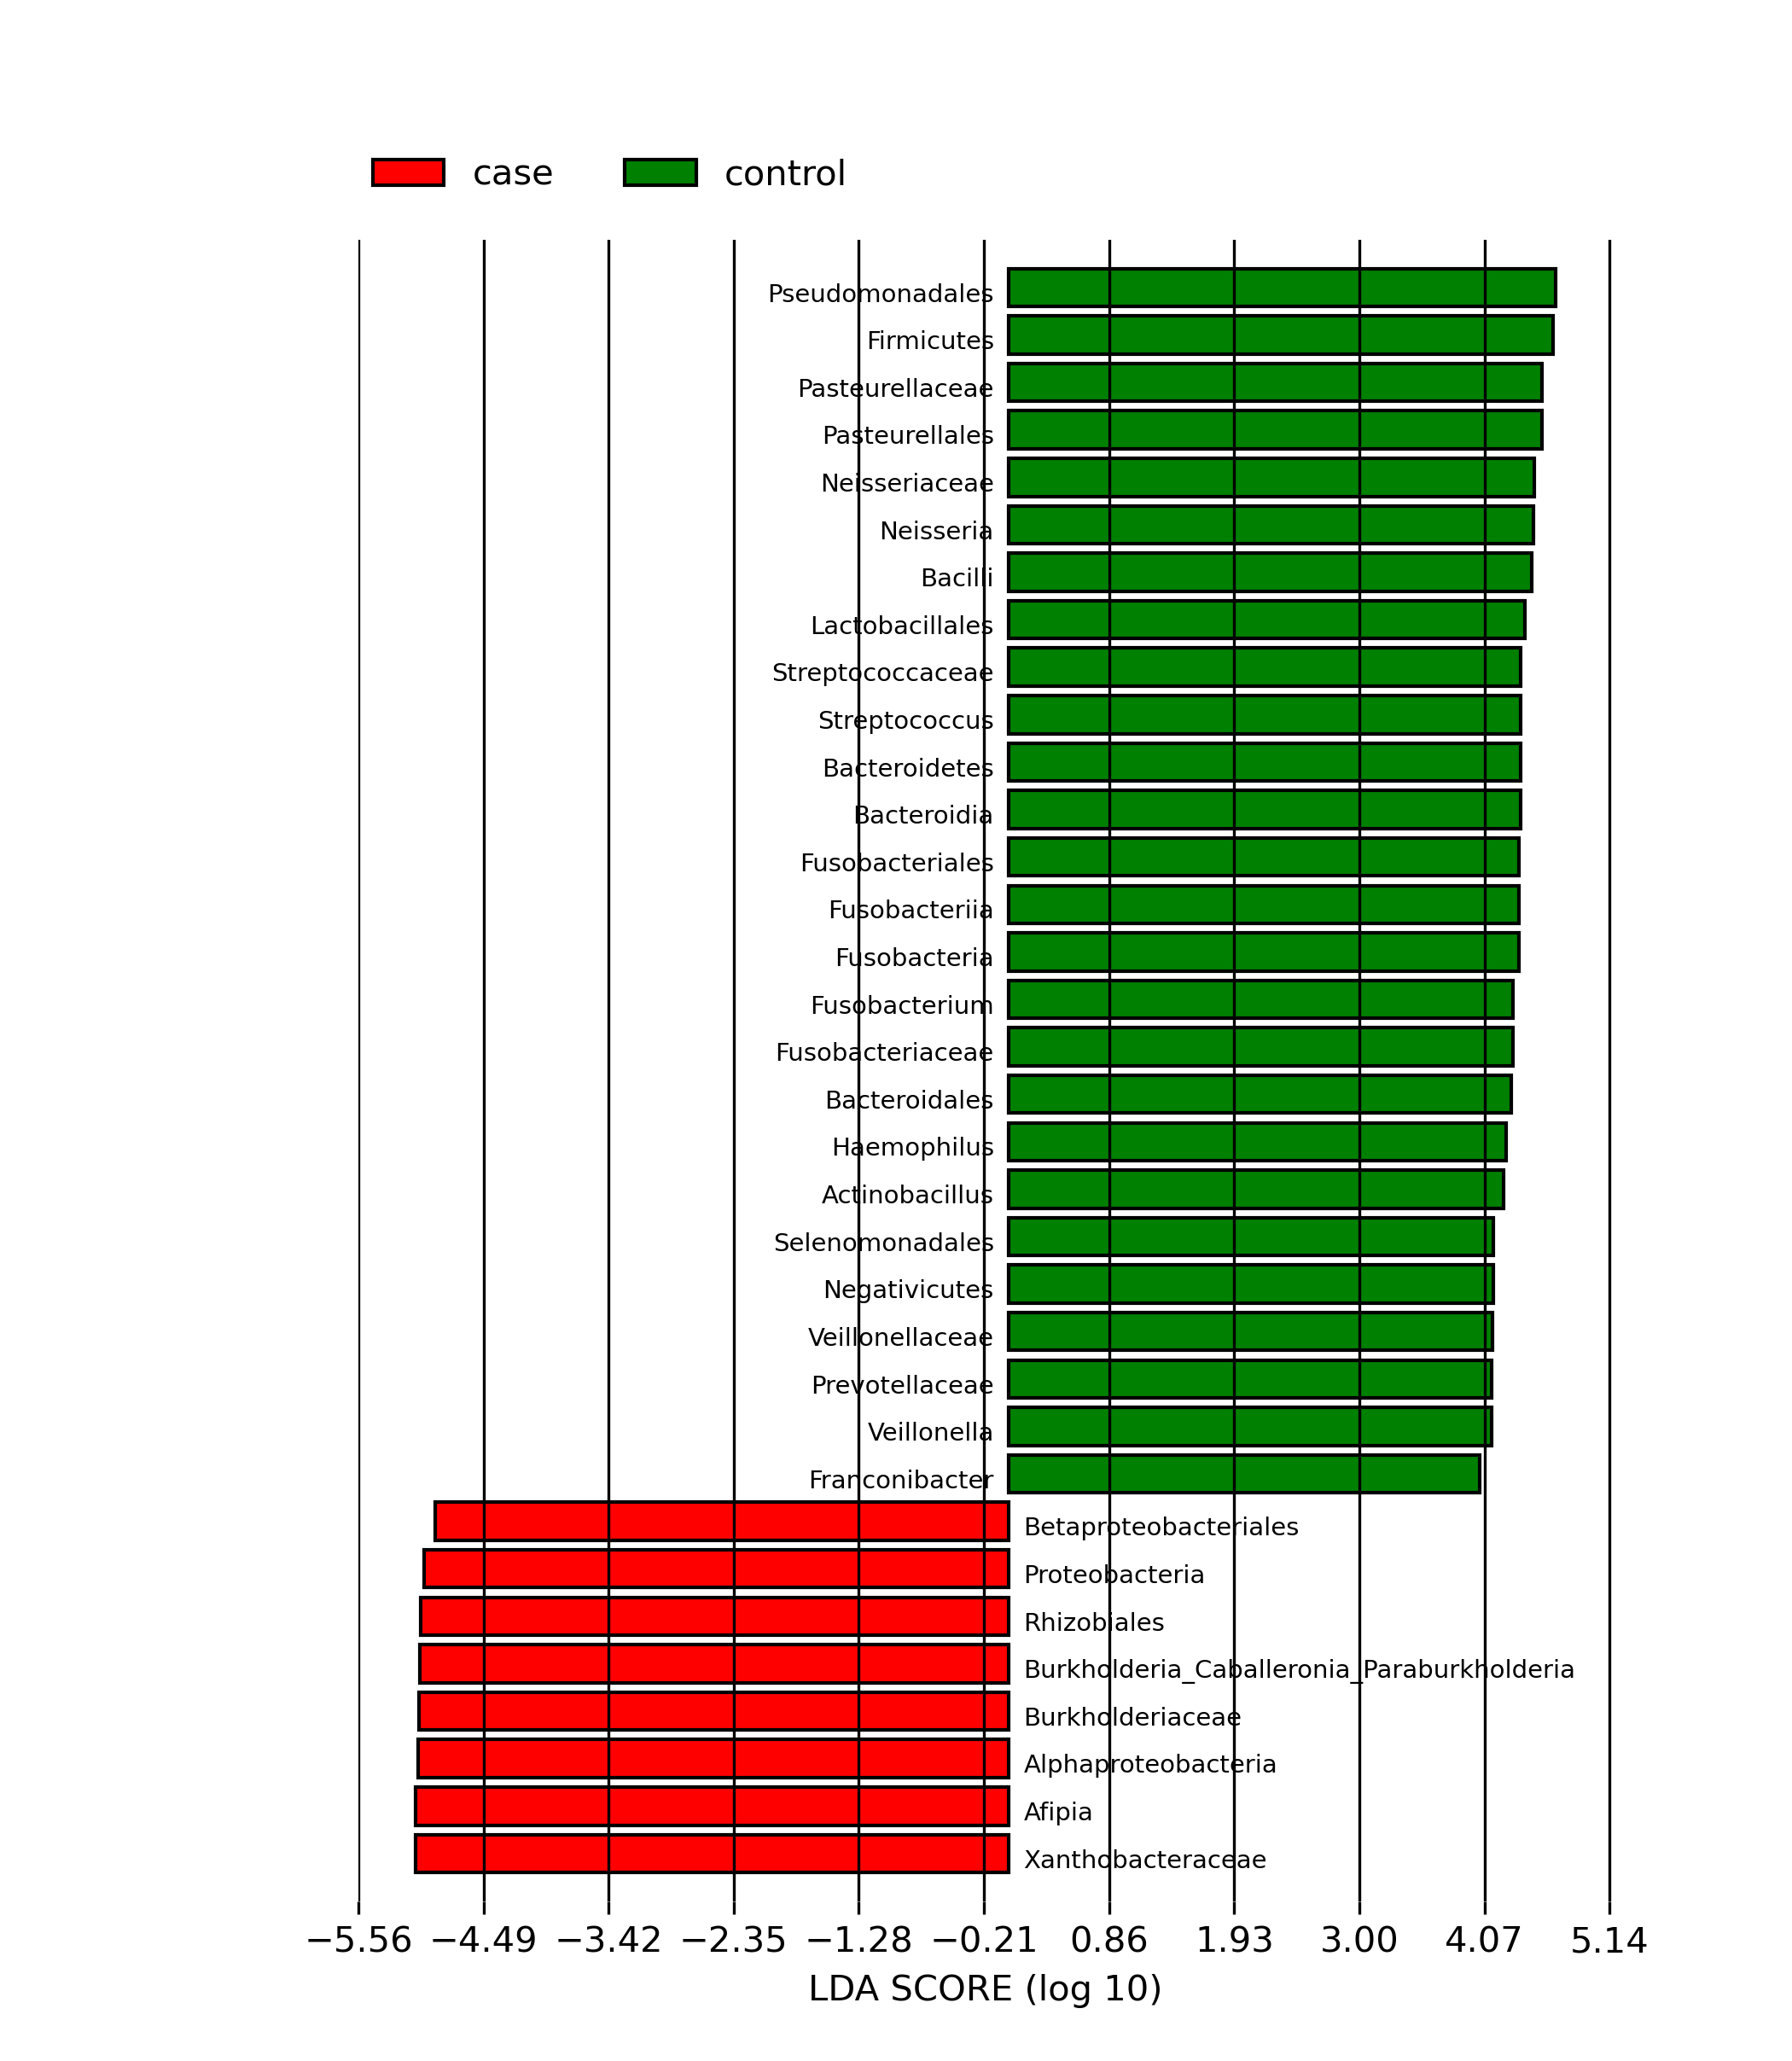 case control
Pseudomonadales
Firmicutes
Pasteurellaceae
Pasteurellales
Neisseriaceae
Neisseria
Bacilli
Lactobacillales
Streptococcaceae
Streptococcus
Bacteroidetes
Bacteroidia
Fusobacteriales
Fusobacteriia
Fusobacteria
Fusobacterium
Fusobacteriaceae
Bacteroidales
Haemophilus
Actinobacillus
Selenomonadales
Negativicutes
Veillonellaceae
Prevotellaceae
Veillonella
Franconibacter
Betaproteobacteriales
Proteobacteria
Rhizobiales
Burkholderia_Caballeronia_Paraburkholderia
Burkholderiaceae
Alphaproteobacteria
Afipia
Xanthobacteraceae
−5.56 −4.49 −3.42 −2.35 −1.28 −0.21 0.86 1.93 3.00 4.07 5.14
LDA SCORE (log 10)